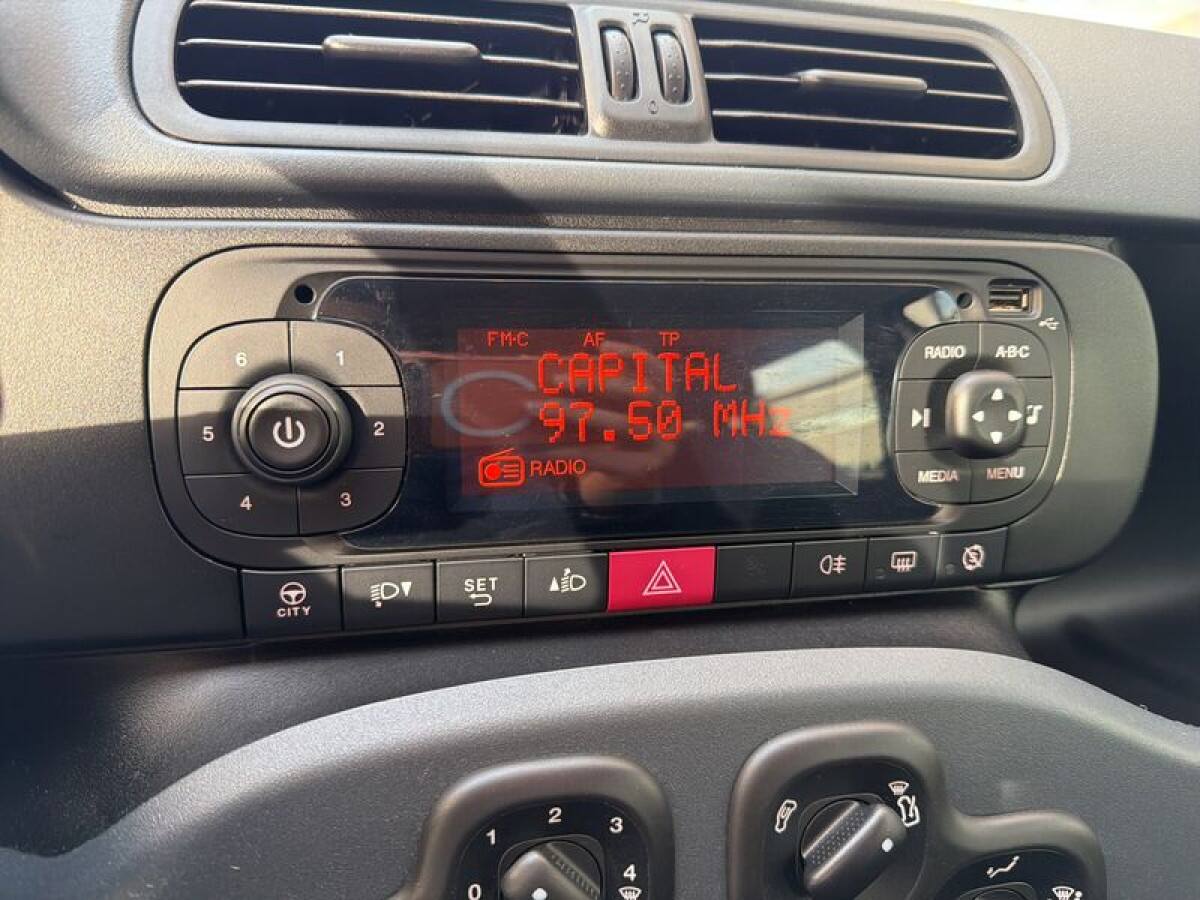 FM-C AF TP
CAPITAL
97.50 MHz
RADIO
6 1
5 2
4 3
RADIO A-B-C
MEDIA MENU
CITY
SET
0 1 2 3 4